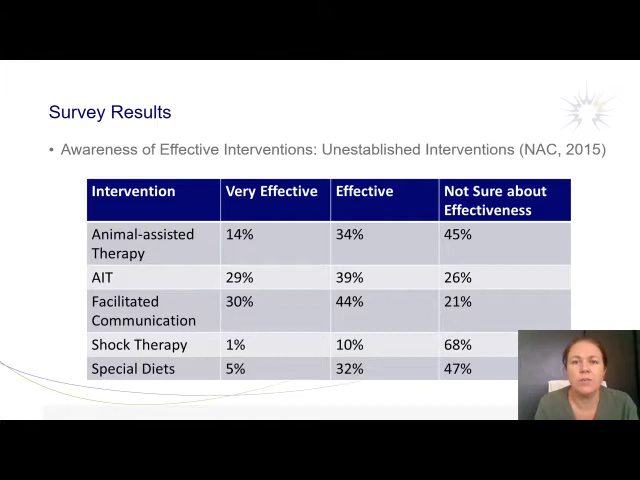 Survey Results
• Awareness of Effective Interventions: Unestablished Interventions (NAC, 2015)
Intervention Very Effective Effective Not Sure about
Effectiveness
Animal-assisted 14% 34% 45%
Therapy
AIT 29% 39% 26%
Facilitated 30% 44% 21%
Communication
Shock Therapy 1% 10% 68%
Special Diets 5% 32% 47%